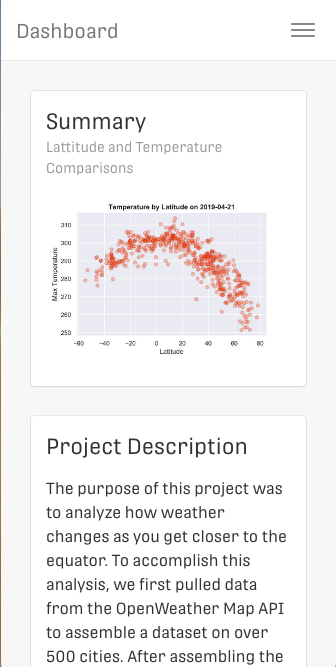 Dashboard
Summary
Lattitude and Temperature
Comparisons
Temperature by Latitude on 2019-04-21
310
300
290
280
270
260
250
Max Temperature
−60 −40 −20 0 20 40 60 80
Latitude
Project Description
The purpose of this project was
to analyze how weather
changes as you get closer to the
equator. To accomplish this
analysis, we first pulled data
from the OpenWeather Map API
to assemble a dataset on over
500 cities. After assembling the